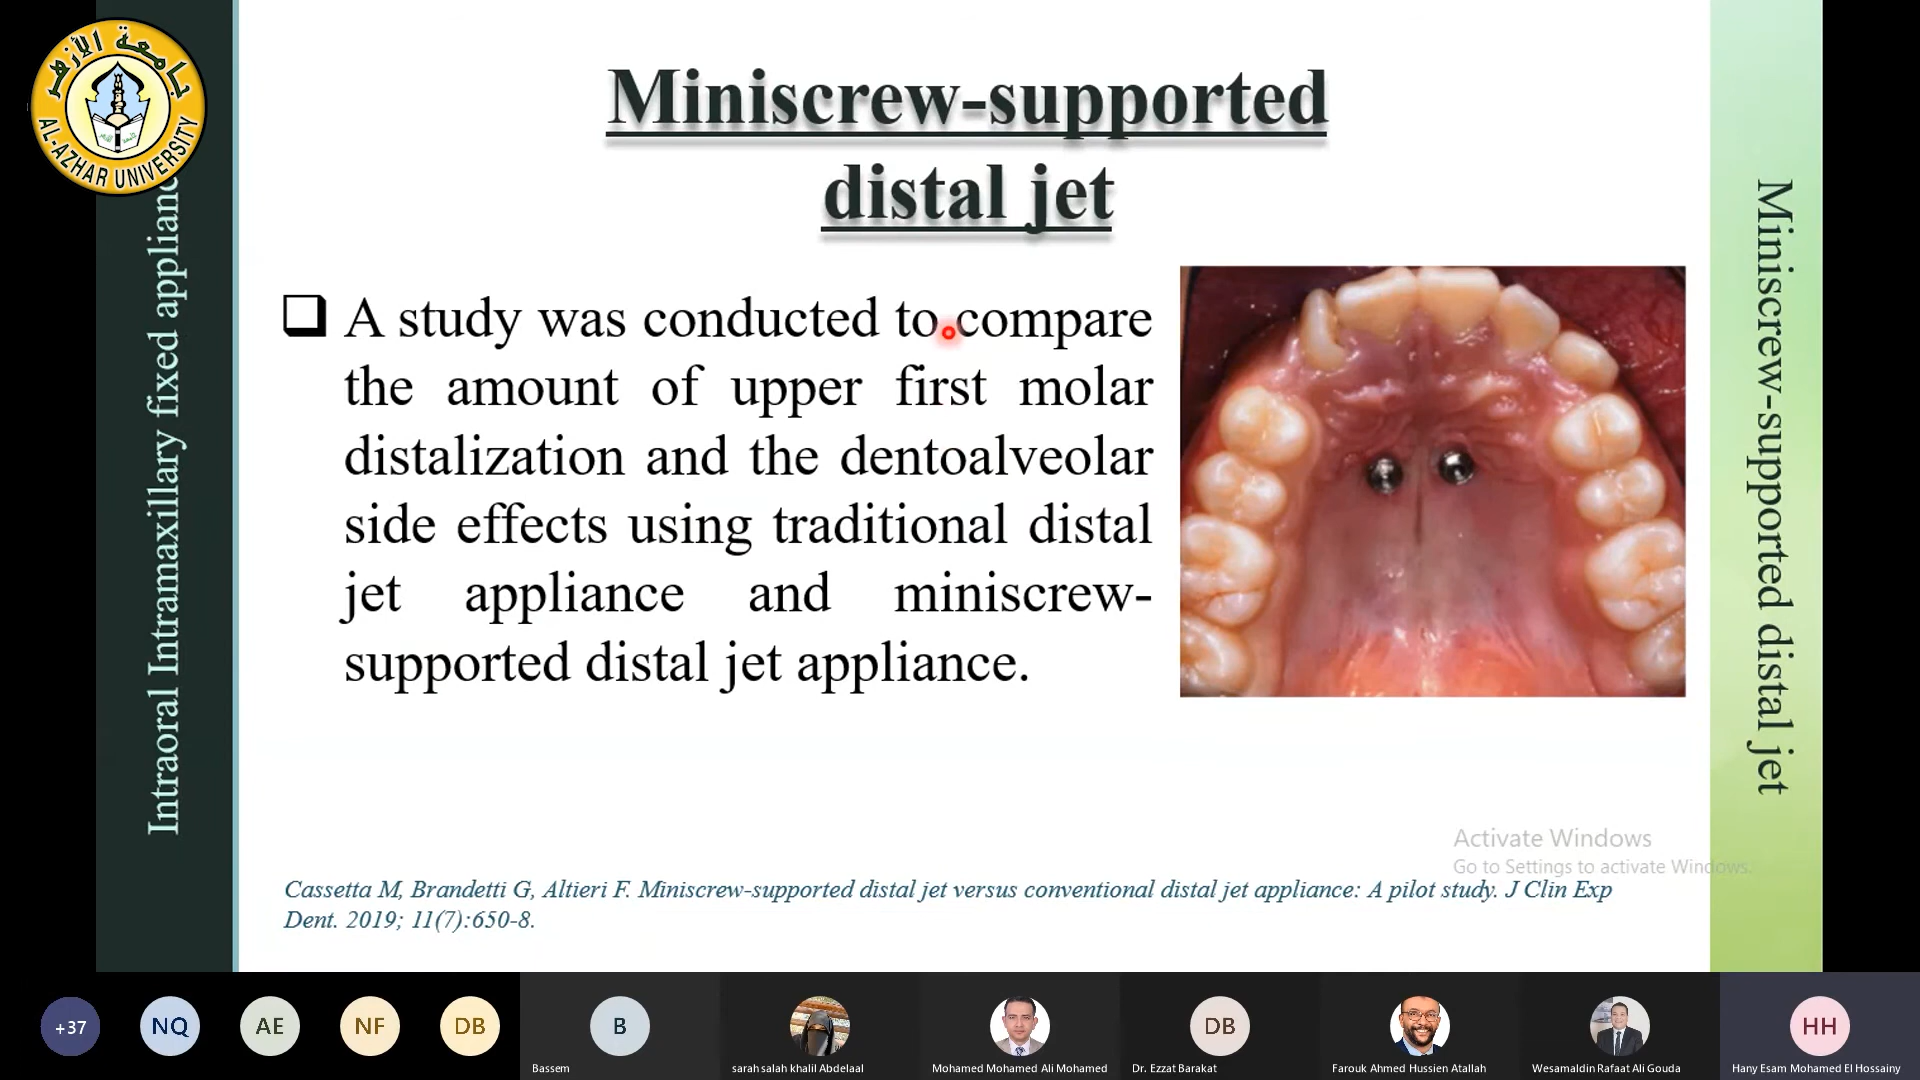 جامعة الأزهر
AL-AZHAR UNIVERSITY
Intraoral Intramaxillary fixed applianc
Miniscrew-supported
distal jet
A study was conducted to compare
the amount of upper first molar
distalization and the dentoalveolar
side effects using traditional distal
jet appliance and miniscrew-
supported distal jet appliance.
Miniscrew-supported distal jet
Activate Windows
Go to Settings to activate Windows.
Cassetta M, Brandetti G, Altieri F. Miniscrew-supported distal jet versus conventional distal jet appliance: A pilot study. J Clin Exp
Dent. 2019; 11(7):650-8.
+37
NQ
AE
NF
DB
B
DB
HH
Bassem
sarah salah khalil Abdelaal
Mohamed Mohamed Ali Mohamed
Dr. Ezzat Barakat
Farouk Ahmed Hussien Atallah
Wesamaldin Rafaat Ali Gouda
Hany Esam Mohamed El Hossainy